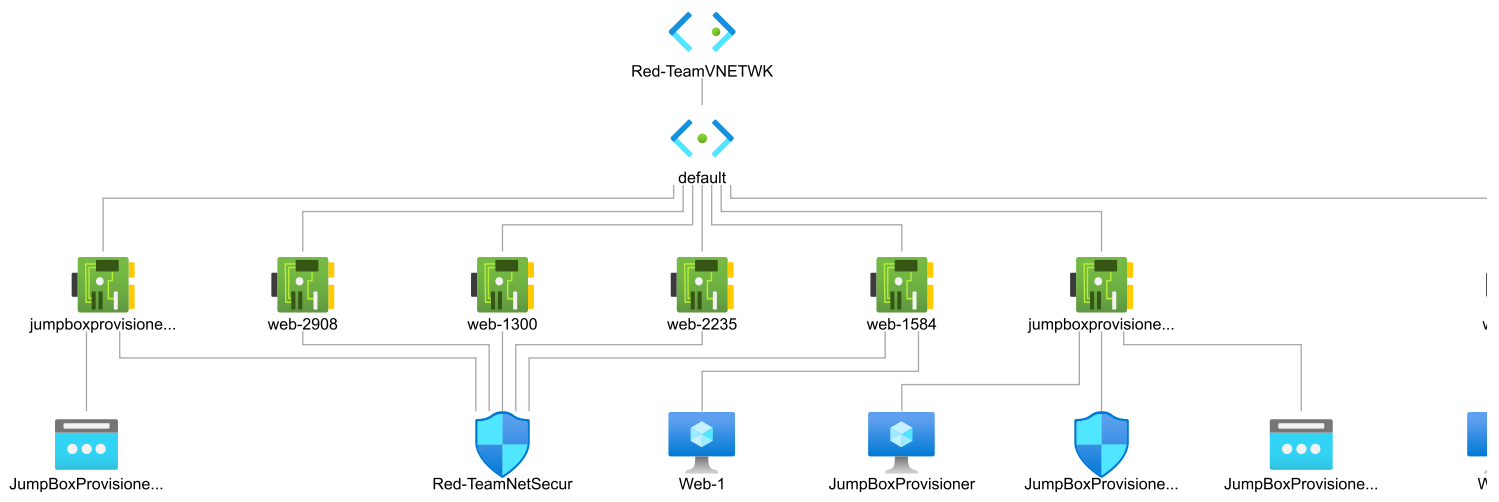 Red-TeamVNETWK
default
jumpboxprovisione...
web-2908
web-1300
web-2235
web-1584
jumpboxprovisione...
JumpBoxProvisione...
Red-TeamNetSecur
Web-1
JumpBoxProvisioner
JumpBoxProvisione...
JumpBoxProvisione...